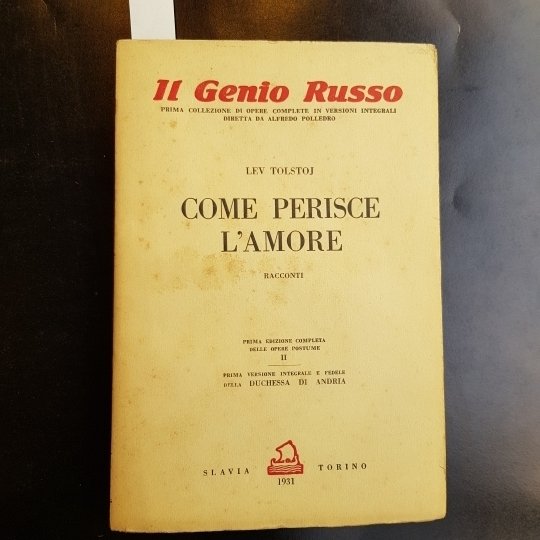 Il Genio Russo
PRIMA COLLEZIONE DI OPERE COMPLETE IN VERSIONI INTEGRALI
DIRETTA DA ALFREDO POLLEDRO
LEV TOLSTOJ
COME PERISCE
L'AMORE
RACCONTI
PRIMA EDIZIONE COMPLETA
DELLE OPERE POSTUME
II
PRIMA VERSIONE INTEGRALE E FEDELE
DELLA DUCHESSA DI ANDRIA
SLAVIA TORINO
1931